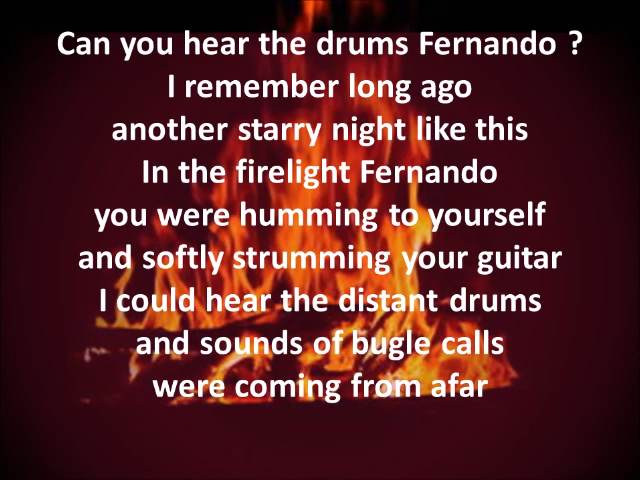 Can you hear the drums Fernando ?
I remember long ago
another starry night like this
In the firelight Fernando
you were humming to yourself
and softly strumming your guitar
I could hear the distant drums
and sounds of bugle calls
were coming from afar